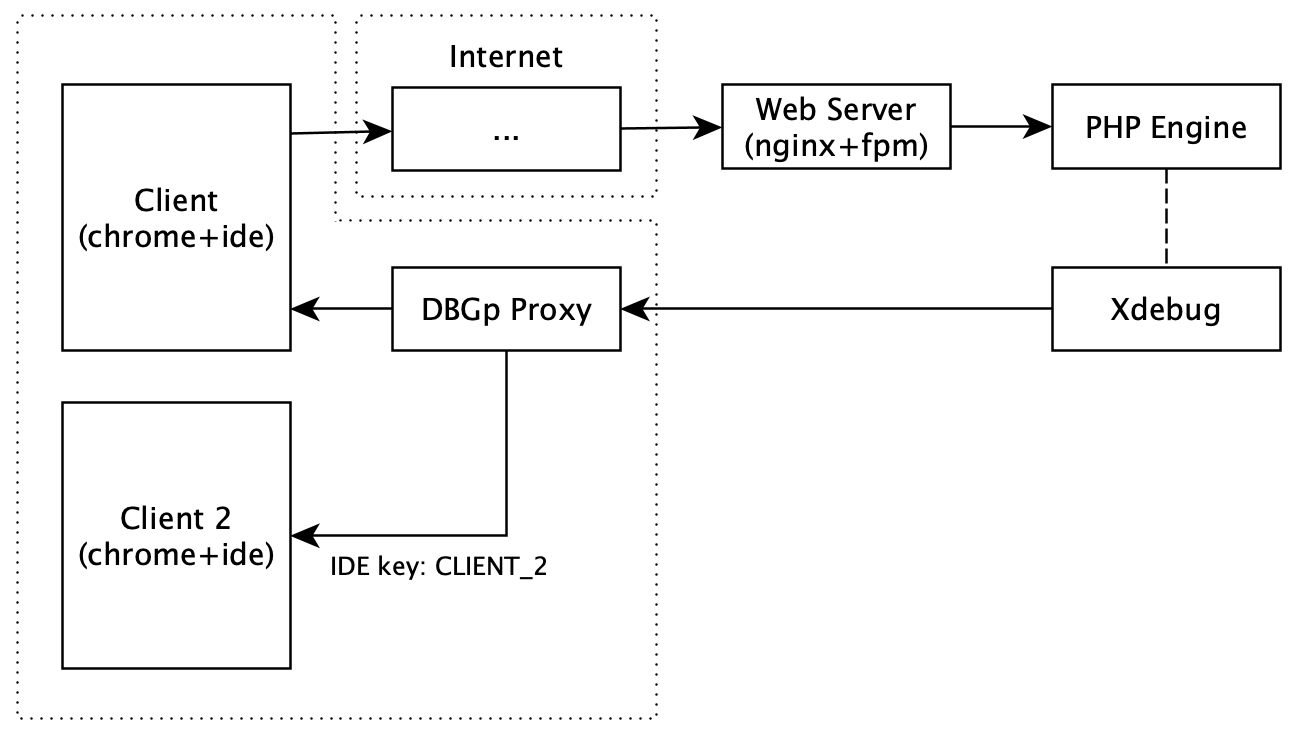 Internet
...
Web Server
(nginx+fpm)
PHP Engine
Client
(chrome+ide)
DBGp Proxy
Xdebug
Client 2
(chrome+ide)
IDE key: CLIENT_2